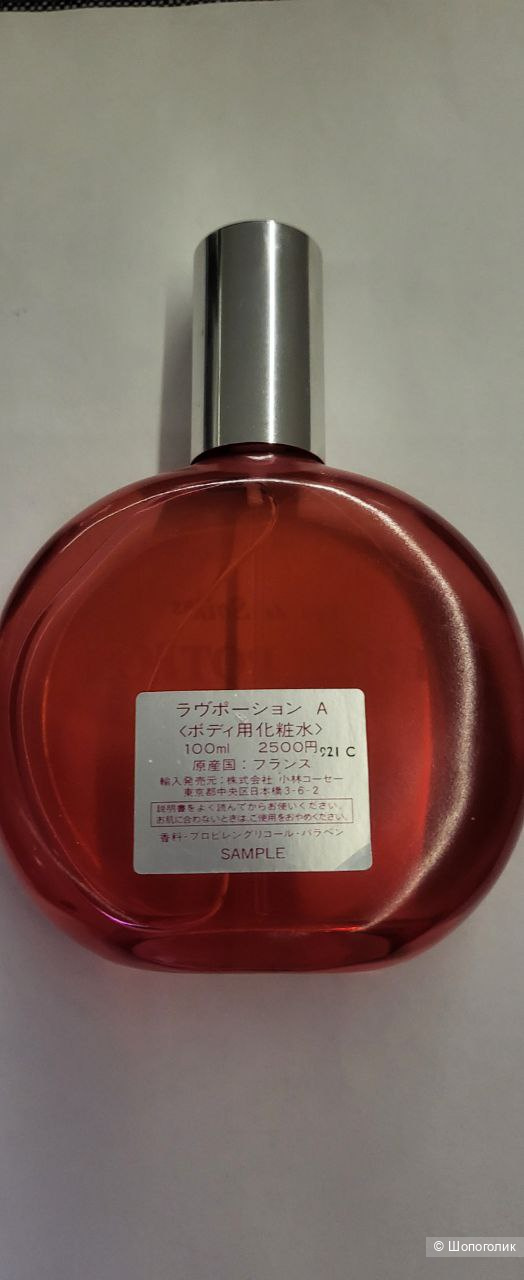 ラヴポーション A
〈ボディ用化粧水〉
100ml 2500円 921 C
原産国：フランス
輸入発売元：株式会社 小林コーセー
東京都中央区日本橋3-6-2
説明書をよく読んでからお使いください。
お肌に合わないときは、ご使用をおやめください。
香料・プロピレングリコール・パラベン
SAMPLE
© Шопоголик